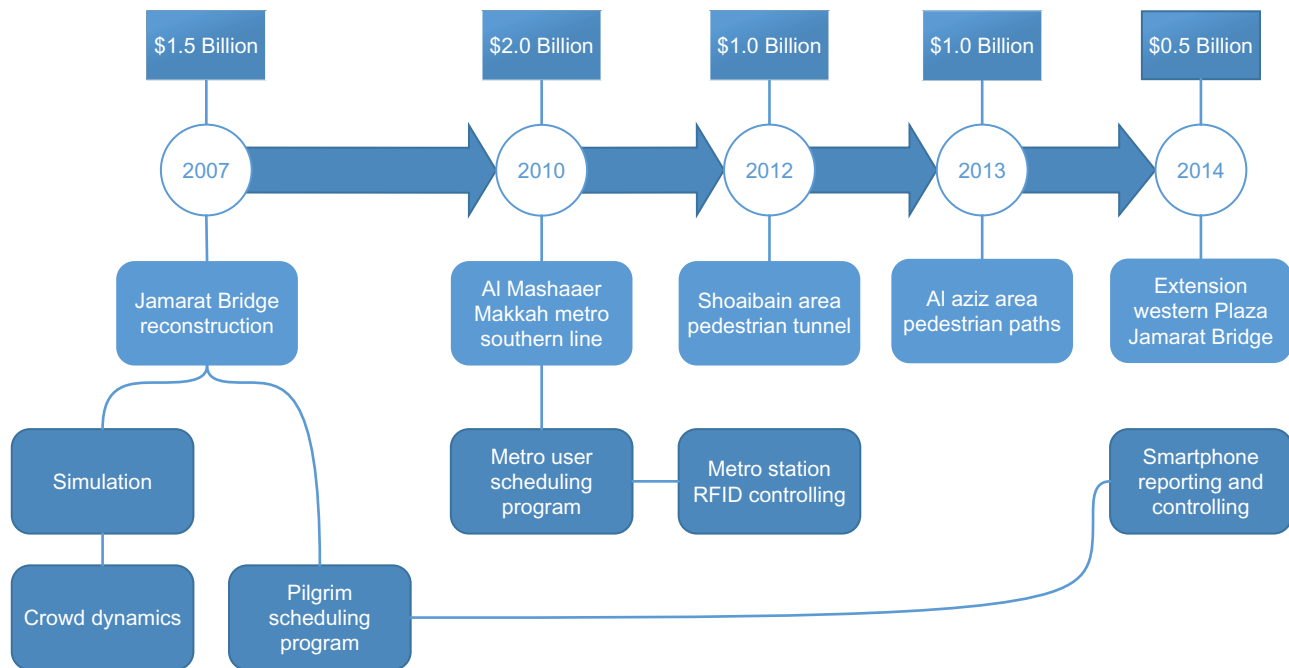 $1.5 Billion
$2.0 Billion
$1.0 Billion
$1.0 Billion
$0.5 Billion
2007
2010
2012
2013
2014
Jamarat Bridge
reconstruction
Al Mashaaer
Makkah metro
southern line
Shoaibain area
pedestrian tunnel
Al aziz area
pedestrian paths
Extension
western Plaza
Jamarat Bridge
Simulation
Metro user
scheduling
program
Metro station
RFID controlling
Smartphone
reporting and
controlling
Crowd dynamics
Pilgrim
scheduling
program